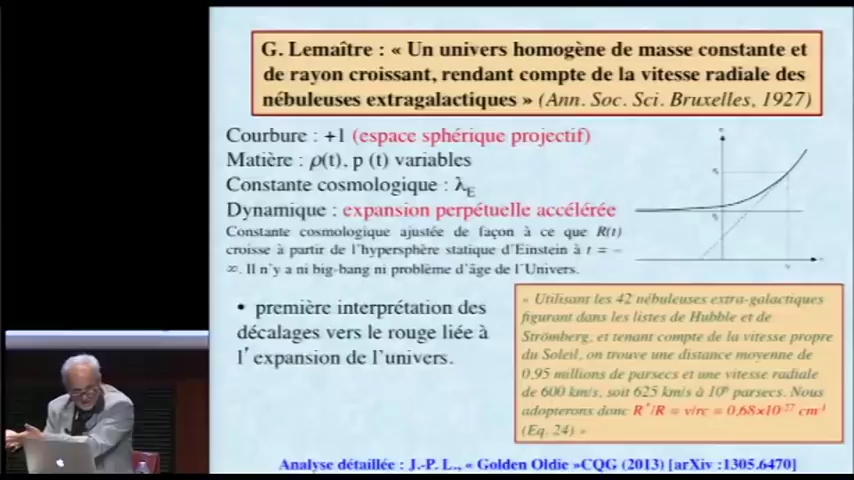 G. Lemaître : « Un univers homogène de masse constante et
de rayon croissant, rendant compte de la vitesse radiale des
nébuleuses extragalactiques » (Ann. Soc. Sci. Bruxelles, 1927)
Courbure : +1 (espace sphérique projectif)
Matière : ρ(t), p (t) variables
Constante cosmologique : λE
Dynamique : expansion perpétuelle accélérée
Constante cosmologique ajustée de façon à ce que R(t)
croisse à partir de l'hypersphère statique d'Einstein à t = –
∞. Il n'y a ni big-bang ni problème d'âge de l'Univers.
• première interprétation des
décalages vers le rouge liée à
l'expansion de l'univers.
« Utilisant les 42 nébuleuses extra-galactiques
figurant dans les listes de Hubble et de
Strömberg, et tenant compte de la vitesse propre
du Soleil, on trouve une distance moyenne de
0,95 millions de parsecs et une vitesse radiale
de 600 km/s, soit 625 km/s à 10⁶ parsecs. Nous
adopterons donc R'/R = v/rc = 0,68×10⁻²⁷ cm⁻¹
(Eq. 24) »
Analyse détaillée : J.-P. L., « Golden Oldie »CQG (2013) [arXiv :1305.6470]